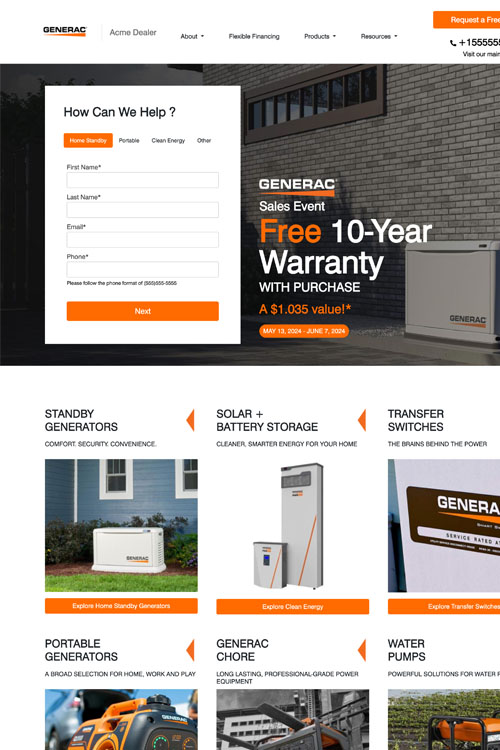 GENERAC
Acme Dealer
About
Flexible Financing
Products
Resources
Request a Free
+1555555
Visit our main
How Can We Help ?
Home Standby
Portable
Clean Energy
Other
First Name*
Last Name*
Email*
Phone*
Please follow the phone format of (555)555-5555
Next
GENERAC
Sales Event
Free 10-Year
Warranty
WITH PURCHASE
A $1.035 value!*
MAY 13, 2024 - JUNE 7, 2024
GENERAC
STANDBY
GENERATORS
COMFORT. SECURITY. CONVENIENCE.
GENERAC
Explore Home Standby Generators
SOLAR +
BATTERY STORAGE
CLEANER, SMARTER ENERGY FOR YOUR HOME
Explore Clean Energy
TRANSFER
SWITCHES
THE BRAINS BEHIND THE POWER
GENERA
SERVICE RATED A
Explore Transfer Switches
PORTABLE
GENERATORS
A BROAD SELECTION FOR HOME, WORK AND PLAY
GENERAC
GENERAC
CHORE
LONG LASTING, PROFESSIONAL-GRADE POWER
EQUIPMENT
WATER
PUMPS
POWERFUL SOLUTIONS FOR WATER